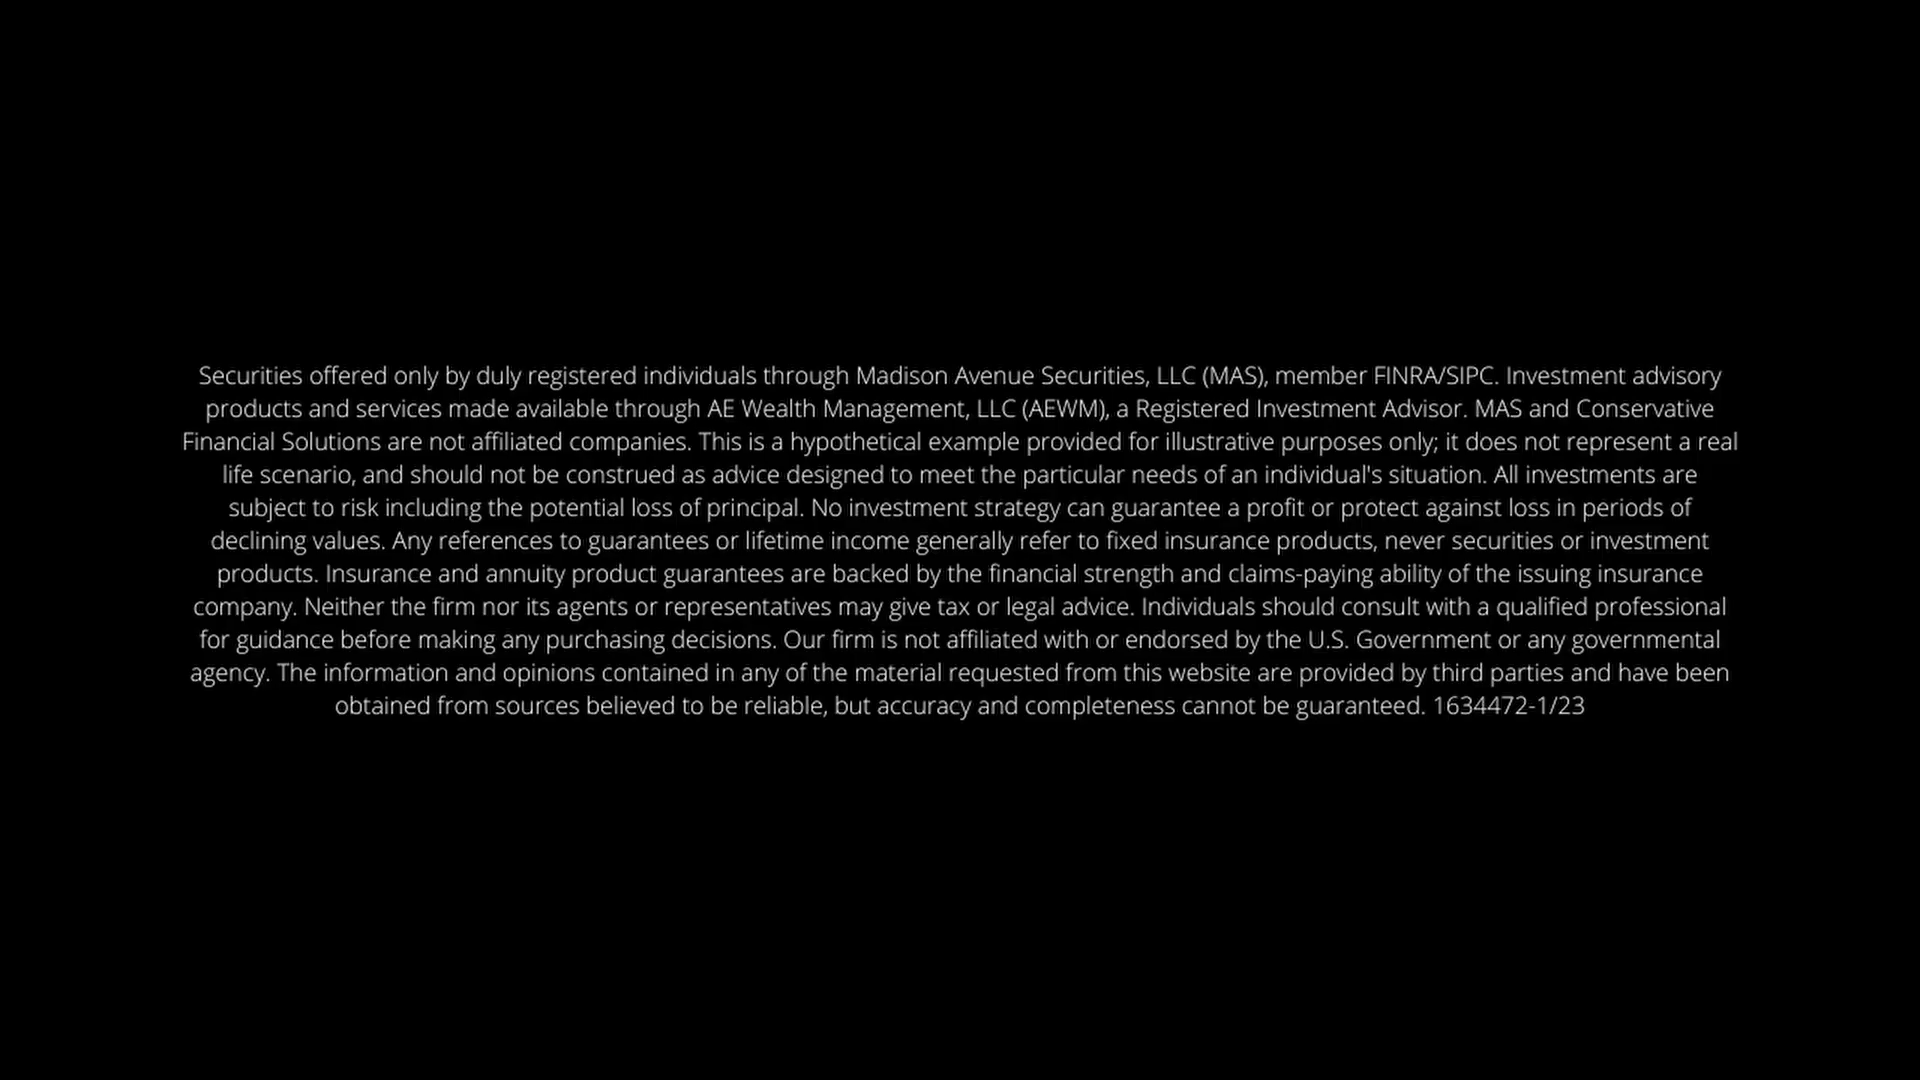 Securities offered only by duly registered individuals through Madison Avenue Securities, LLC (MAS), member FINRA/SIPC. Investment advisory
products and services made available through AE Wealth Management, LLC (AEWM), a Registered Investment Advisor. MAS and Conservative
Financial Solutions are not affiliated companies. This is a hypothetical example provided for illustrative purposes only; it does not represent a real
life scenario, and should not be construed as advice designed to meet the particular needs of an individual's situation. All investments are
subject to risk including the potential loss of principal. No investment strategy can guarantee a profit or protect against loss in periods of
declining values. Any references to guarantees or lifetime income generally refer to fixed insurance products, never securities or investment
products. Insurance and annuity product guarantees are backed by the financial strength and claims-paying ability of the issuing insurance
company. Neither the firm nor its agents or representatives may give tax or legal advice. Individuals should consult with a qualified professional
for guidance before making any purchasing decisions. Our firm is not affiliated with or endorsed by the U.S. Government or any governmental
agency. The information and opinions contained in any of the material requested from this website are provided by third parties and have been
obtained from sources believed to be reliable, but accuracy and completeness cannot be guaranteed. 1634472-1/23